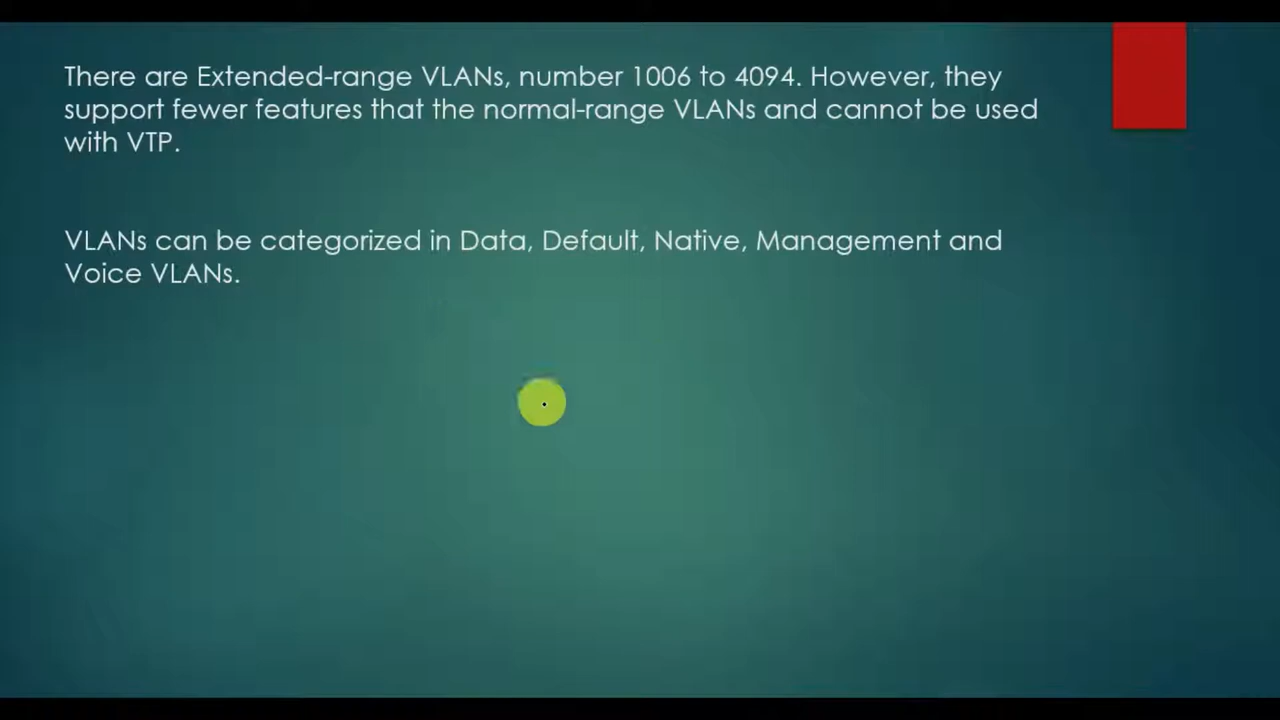 There are Extended-range VLANs, number 1006 to 4094. However, they
support fewer features that the normal-range VLANs and cannot be used
with VTP.
VLANs can be categorized in Data, Default, Native, Management and
Voice VLANs.